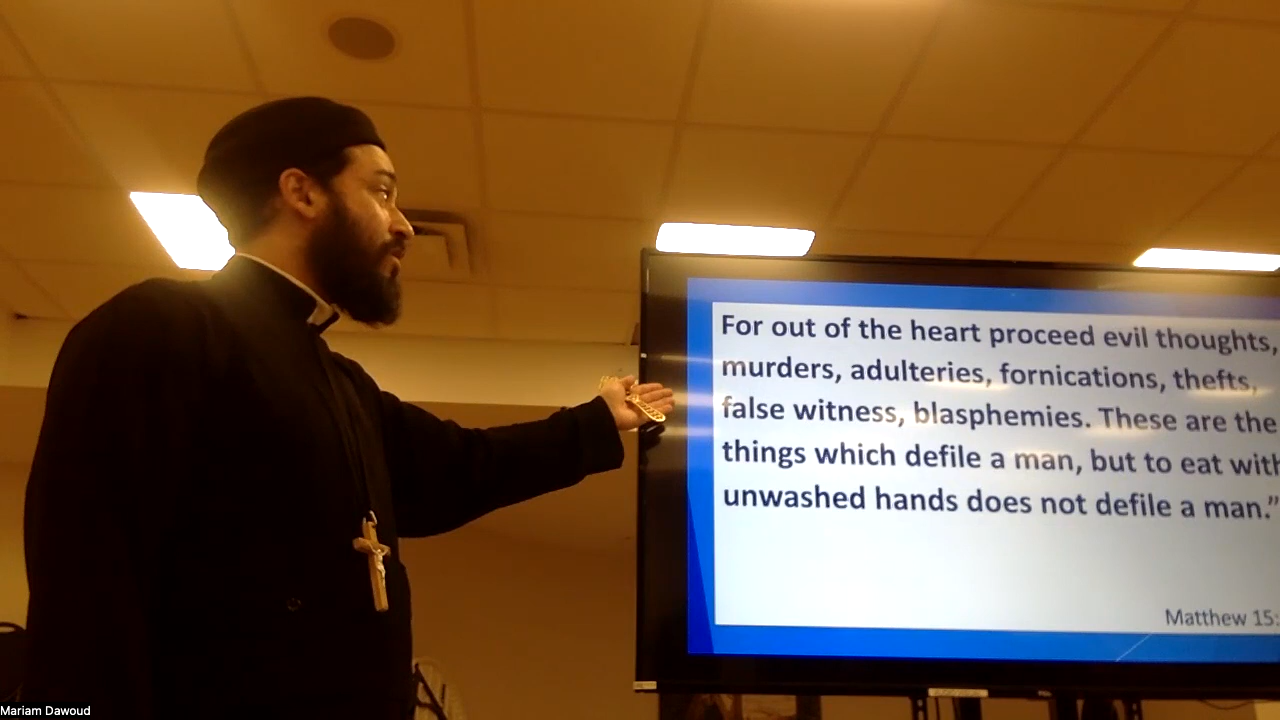 For out of the heart proceed evil thoughts,
murders, adulteries, fornications, thefts,
false witness, blasphemies. These are the
things which defile a man, but to eat with
unwashed hands does not defile a man.”
Matthew 15:
Mariam Dawoud